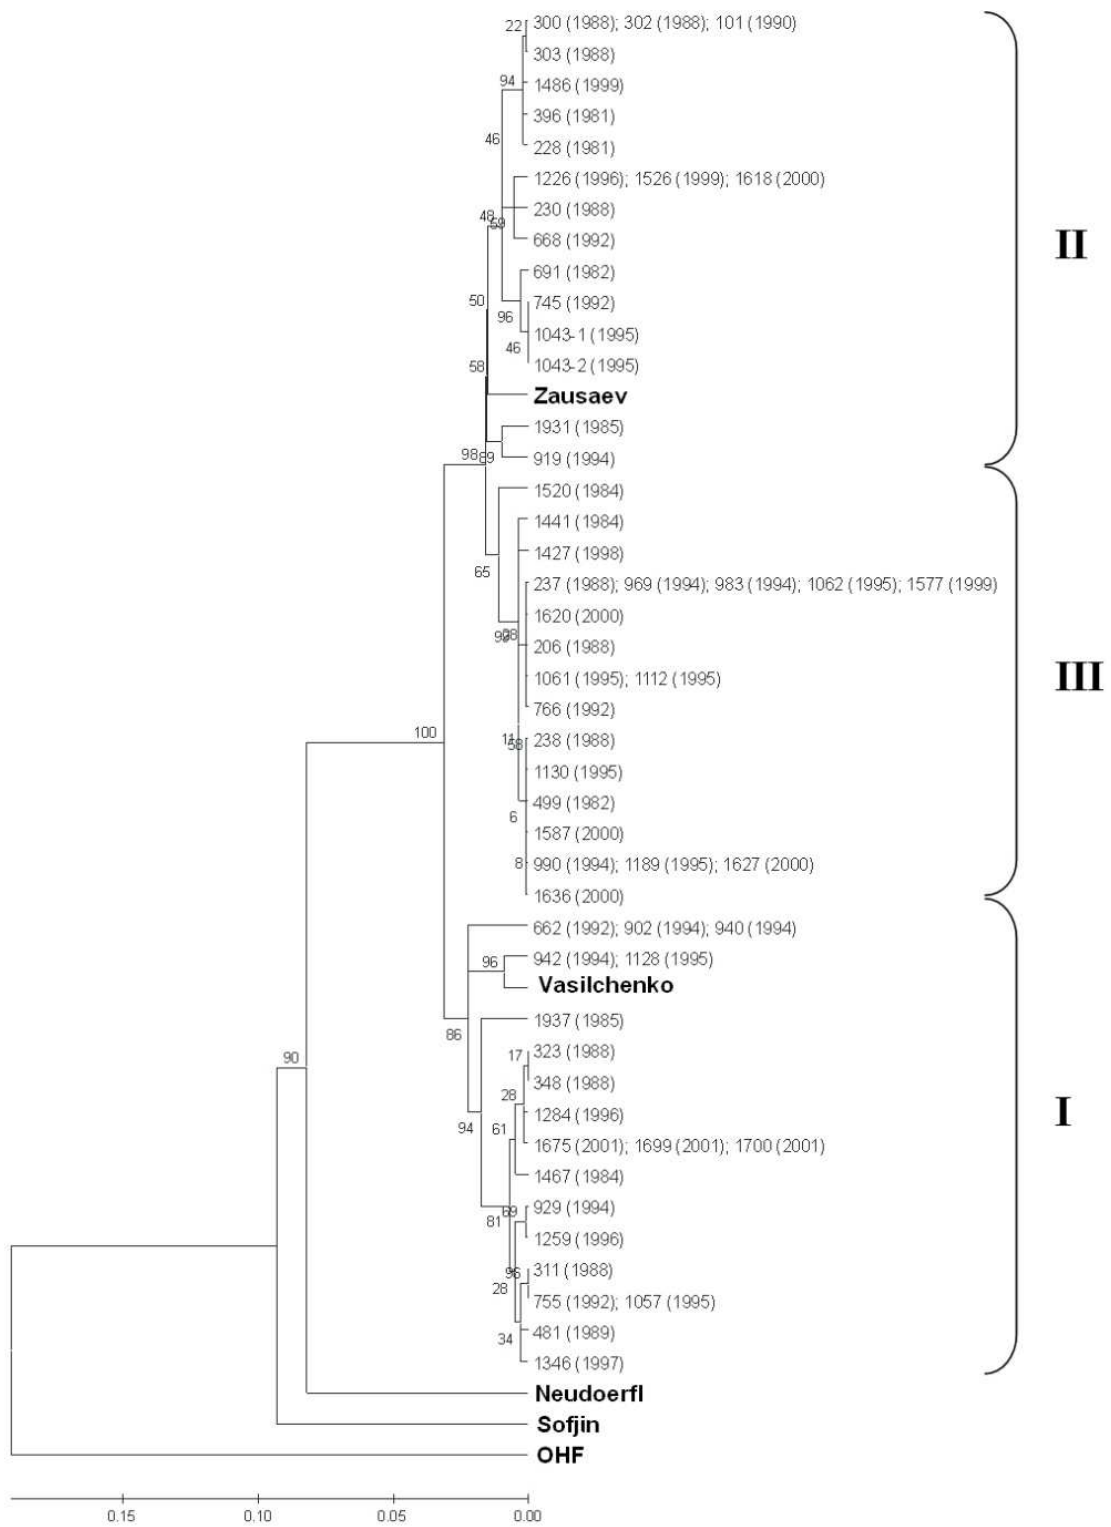 22 300 (1988); 302 (1988); 101 (1990)
303 (1988)
94 1486 (1999)
396 (1981)
46
228 (1981)
1226 (1996); 1526 (1999); 1618 (2000)
230 (1988)
48
59
668 (1992)
II
691 (1982)
50 745 (1992)
96
1043-1 (1995)
46
1043-2 (1995)
58
Zausaev
1931 (1985)
98 89 919 (1994)
1520 (1984)
1441 (1984)
1427 (1998)
65
237 (1988); 969 (1994); 983 (1994); 1062 (1995); 1577 (1999)
1620 (2000)
206 (1988)
III
1061 (1995); 1112 (1995)
766 (1992)
100
11 238 (1988)
58
1130 (1995)
499 (1982)
6
1587 (2000)
8 990 (1994); 1189 (1995); 1627 (2000)
1636 (2000)
662 (1992); 902 (1994); 940 (1994)
96 942 (1994); 1128 (1995)
Vasilchenko
1937 (1985)
86
17 323 (1988)
90
348 (1988)
28
1284 (1996)
I
94 61
1675 (2001); 1699 (2001); 1700 (2001)
1467 (1984)
69 929 (1994)
81
1259 (1996)
96 311 (1988)
28
755 (1992); 1057 (1995)
481 (1989)
34
1346 (1997)
Neudoerfl
Sofjin
OHF
0.15 0.10 0.05 0.00